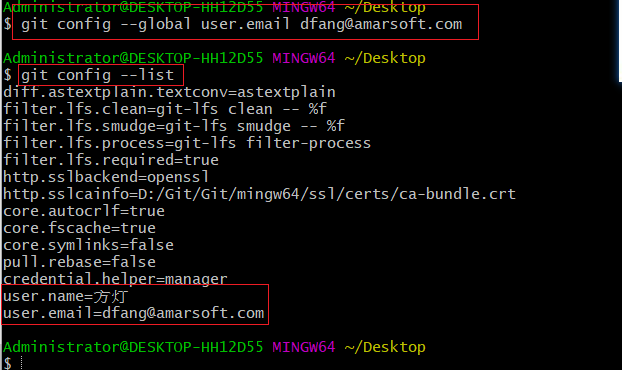 Administrator@DESKTOP-HH12D55 MINGW64 ~/Desktop
$ git config --global user.email dfang@amarsoft.com
Administrator@DESKTOP-HH12D55 MINGW64 ~/Desktop
$ git config --list
diff.astextplain.textconv=astextplain
filter.lfs.clean=git-lfs clean -- %f
filter.lfs.smudge=git-lfs smudge -- %f
filter.lfs.process=git-lfs filter-process
filter.lfs.required=true
http.sslbackend=openssl
http.sslcainfo=D:/Git/Git/mingw64/ssl/certs/ca-bundle.crt
core.autocrlf=true
core.fscache=true
core.symlinks=false
pull.rebase=false
credential.helper=manager
user.name=方灯
user.email=dfang@amarsoft.com
Administrator@DESKTOP-HH12D55 MINGW64 ~/Desktop
$